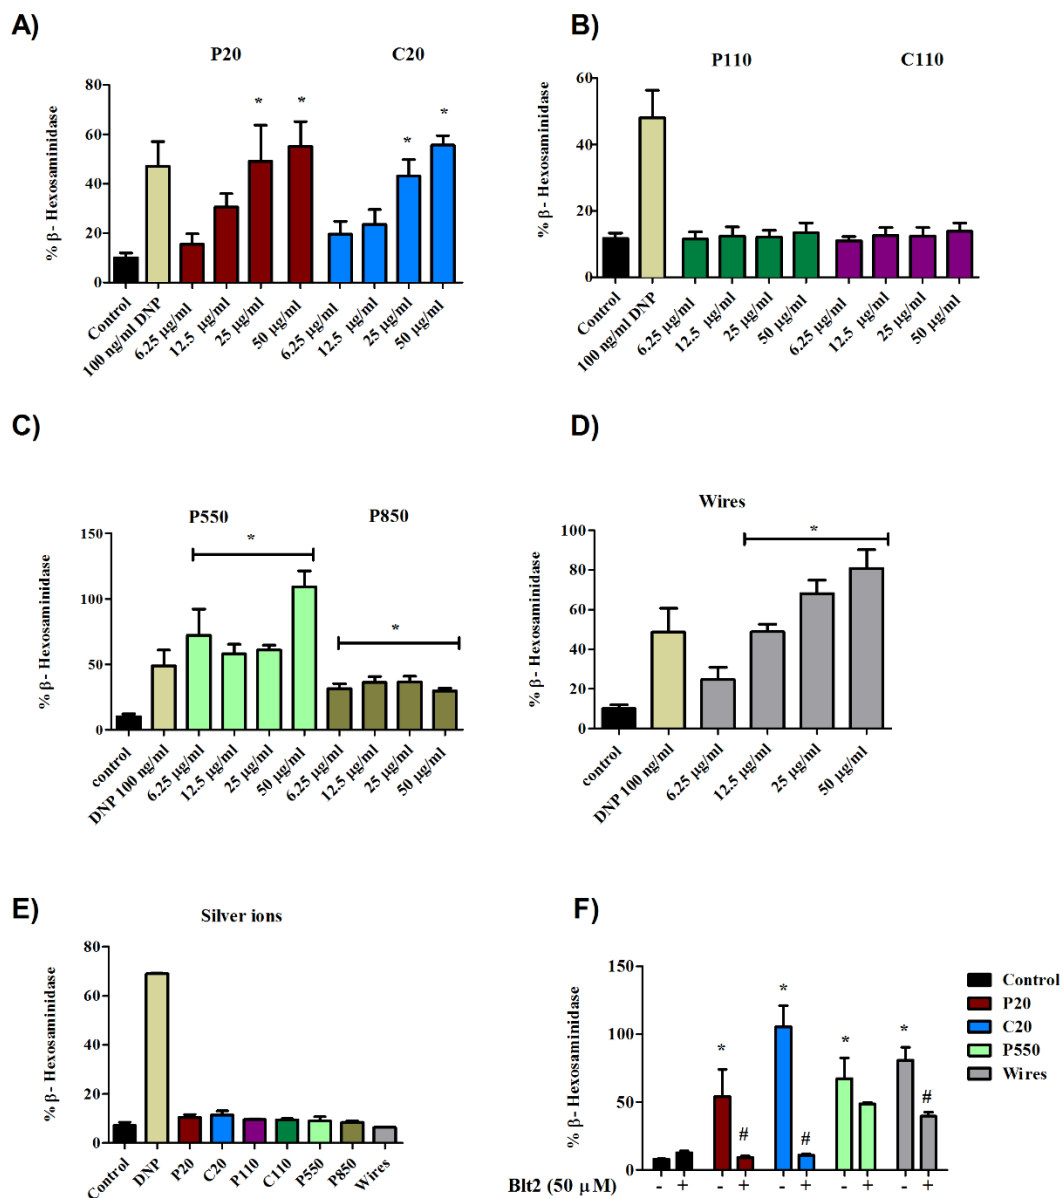 A)
P20 C20
% β- Hexosaminidase
80
60
40
20
0
* * * *
Control
100 ng/ml DNP
6.25 µg/ml
12.5 µg/ml
25 µg/ml
50 µg/ml
6.25 µg/ml
12.5 µg/ml
25 µg/ml
50 µg/ml
B)
P110 C110
% β- Hexosaminidase
60
40
20
0
Control
100 ng/ml DNP
6.25 µg/ml
12.5 µg/ml
25 µg/ml
50 µg/ml
6.25 µg/ml
12.5 µg/ml
25 µg/ml
50 µg/ml
C)
P550 P850
% β- Hexosaminidase
150
100
50
0
* *
control
DNP 100 ng/ml
6.25 µg/ml
12.5 µg/ml
25 µg/ml
50 µg/ml
6.25 µg/ml
12.5 µg/ml
25 µg/ml
50 µg/ml
D)
Wires
% β- Hexosaminidase
100
80
60
40
20
0
*
control
DNP 100 ng/ml
6.25 µg/ml
12.5 µg/ml
25 µg/ml
50 µg/ml
E)
Silver ions
% β- Hexosaminidase
80
60
40
20
0
Control
DNP
P20
C20
P110
C110
P550
P850
Wires
F)
% β- Hexosaminidase
150
100
50
0
* # * # * * #
Blt2 (50 µM) - + - + - + - + - +
Control
P20
C20
P550
Wires